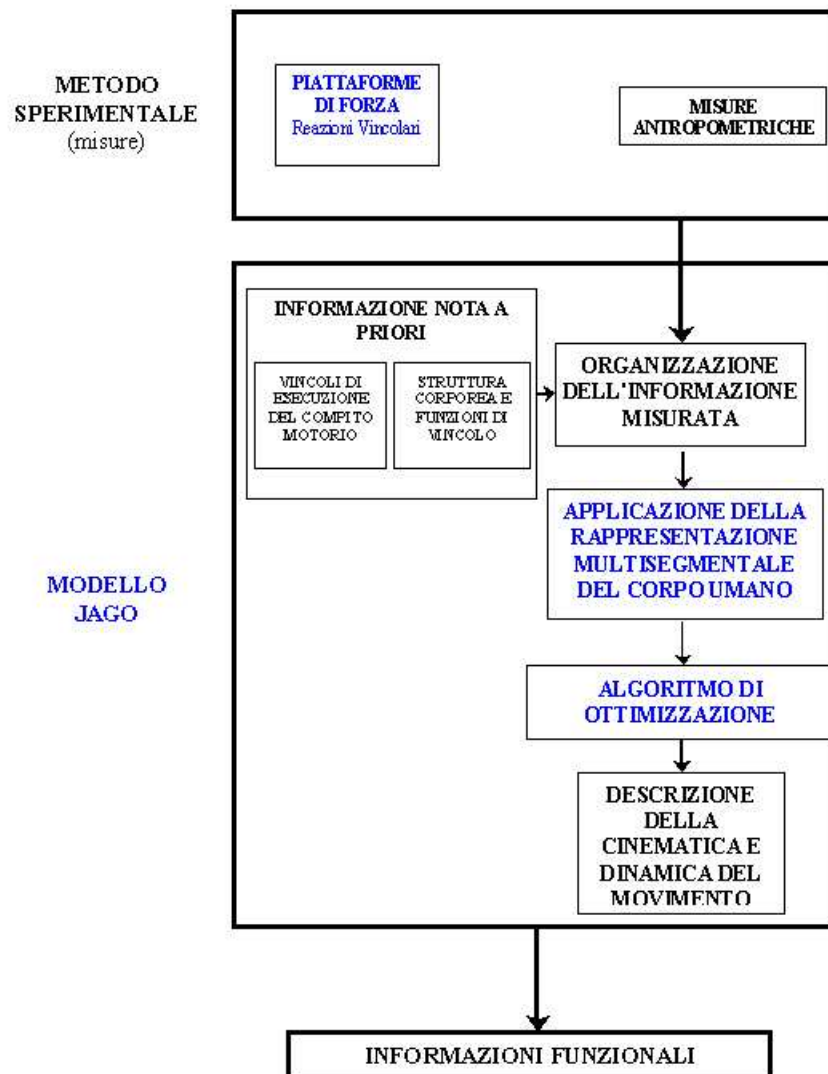 METODO
SPERIMENTALE
(misure)
PIATTAFORME
DI FORZA
Reazioni Vincolari
MISURE
ANTROPOMETRICHE
INFORMAZIONE NOTA A
PRIORI
VINCOLI DI
ESECUZIONE
DEL COMPITO
MOTORIO
STRUTTURA
CORPOREA E
FUNZIONI DI
VINCOLO
ORGANIZZAZIONE
DELL'INFORMAZIONE
MISURATA
APPLICAZIONE DELLA
RAPPRESENTAZIONE
MULTISEGMENTALE
DEL CORPO UMANO
MODELLO
JAGO
ALGORITMO DI
OTTIMIZZAZIONE
DESCRIZIONE
DELLA
CINEMATICA E
DINAMICA DEL
MOVIMENTO
INFORMAZIONI FUNZIONALI